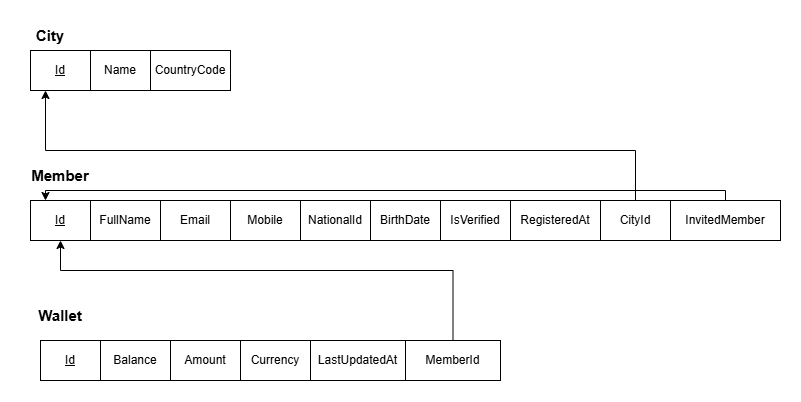 City
Id Name CountryCode
Member
Id FullName Email Mobile NationalId BirthDate IsVerified RegisteredAt CityId InvitedMember
Wallet
Id Balance Amount Currency LastUpdatedAt MemberId